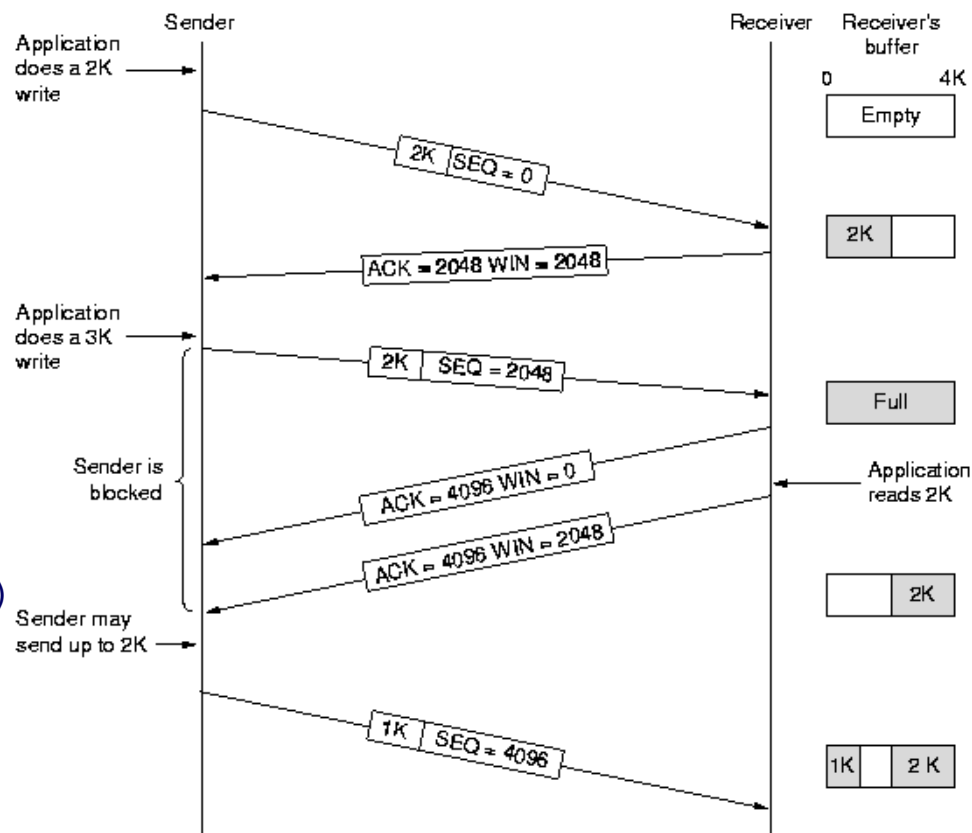 Sender
Receiver
Receiver's
buffer
Application
does a 2K
write
0 4K
Empty
2K SEQ = 0
2K
ACK = 2048 WIN = 2048
Application
does a 3K
write
2K SEQ = 2048
Full
Sender is
blocked
Application
reads 2K
ACK = 4096 WIN = 0
ACK = 4096 WIN = 2048
2K
)
Sender may
send up to 2K
1K SEQ = 4096
1K 2 K